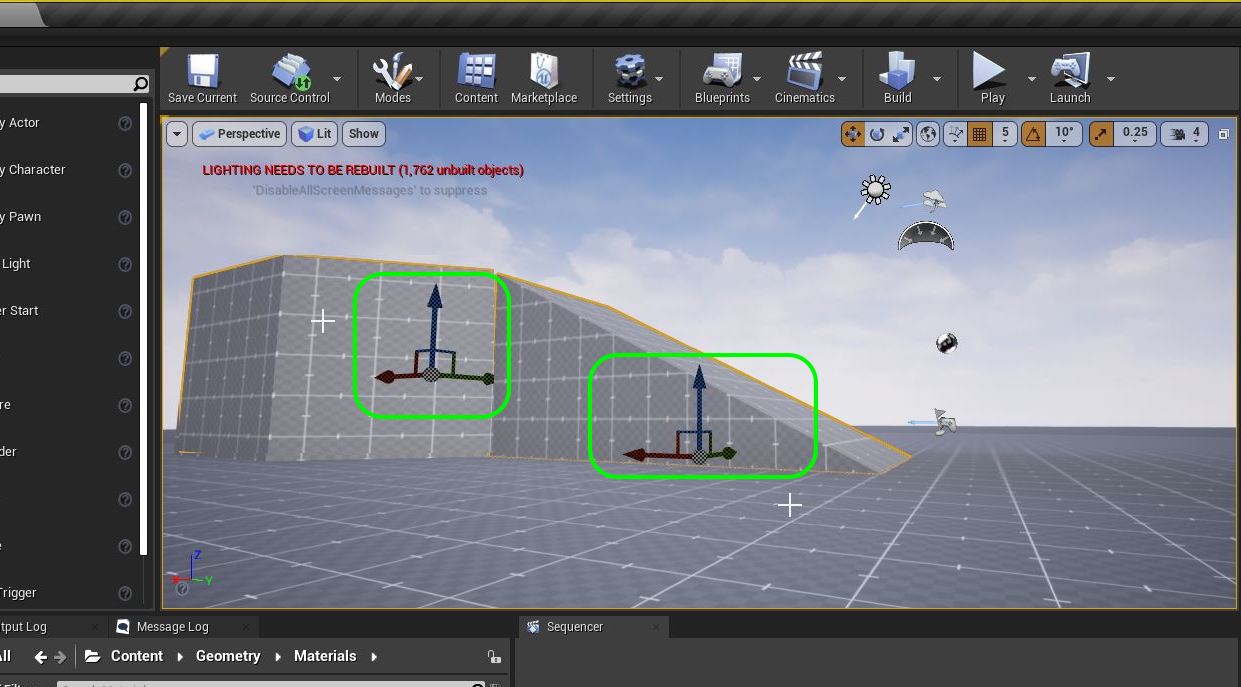 Save Current
Source Control
Modes
Content
Marketplace
Settings
Blueprints
Cinematics
Build
Play
Launch
Perspective
Lit
Show
5
10°
0.25
4
LIGHTING NEEDS TO BE REBUILT (1,762 unbuilt objects)
'DisableAllScreenMessages' to suppress
y Actor
y Character
y Pawn
Light
er Start
re
der
e
Trigger
Z
X
Y
tput Log
Message Log
Sequencer
All
Content
Geometry
Materials